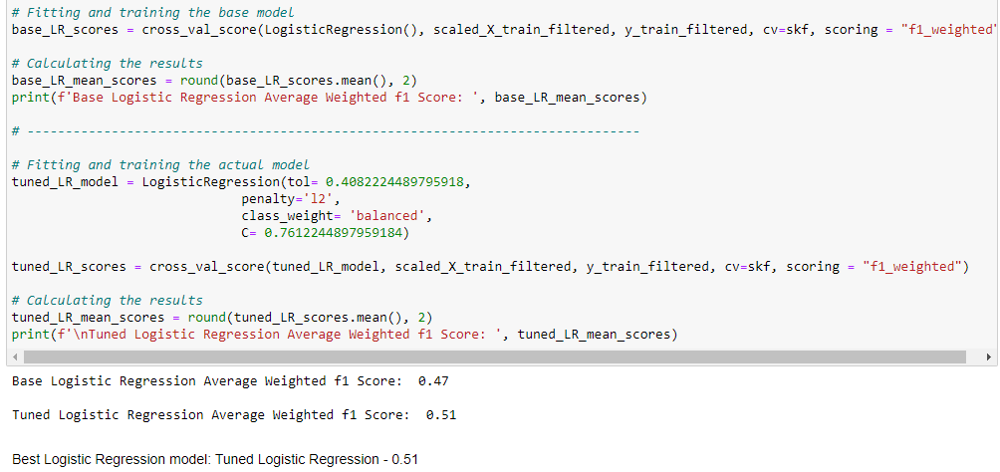 # Fitting and training the base model
base_LR_scores = cross_val_score(LogisticRegression(), scaled_X_train_filtered, y_train_filtered, cv=skf, scoring = "f1_weighted"
# Calculating the results
base_LR_mean_scores = round(base_LR_scores.mean(), 2)
print(f'Base Logistic Regression Average Weighted f1 Score: ', base_LR_mean_scores)
# --------------------------------------------------------------------------------
# Fitting and training the actual model
tuned_LR_model = LogisticRegression(tol= 0.4082224489795918,
penalty='l2',
class_weight= 'balanced',
C= 0.7612244897959184)
tuned_LR_scores = cross_val_score(tuned_LR_model, scaled_X_train_filtered, y_train_filtered, cv=skf, scoring = "f1_weighted")
# Calculating the results
tuned_LR_mean_scores = round(tuned_LR_scores.mean(), 2)
print(f'\nTuned Logistic Regression Average Weighted f1 Score: ', tuned_LR_mean_scores)
Base Logistic Regression Average Weighted f1 Score:  0.47
Tuned Logistic Regression Average Weighted f1 Score:  0.51
Best Logistic Regression model: Tuned Logistic Regression - 0.51